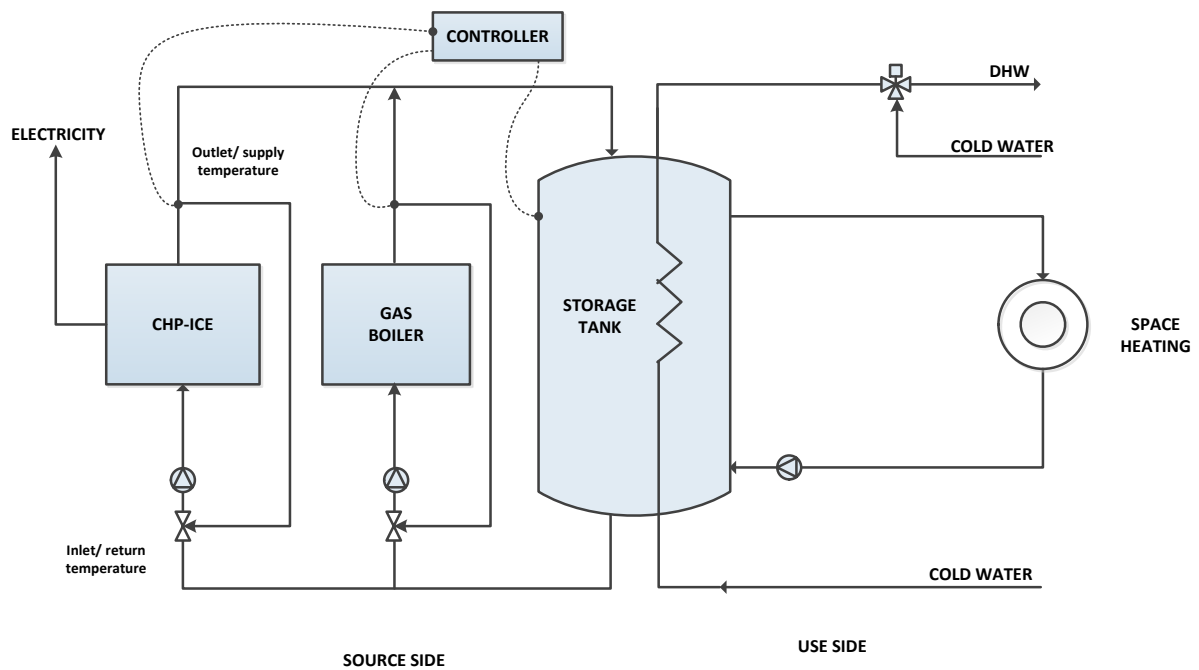 CONTROLLER
DHW
ELECTRICITY
COLD WATER
Outlet/ supply
temperature
CHP-ICE
GAS
BOILER
STORAGE
TANK
SPACE
HEATING
Inlet/ return
temperature
COLD WATER
SOURCE SIDE
USE SIDE